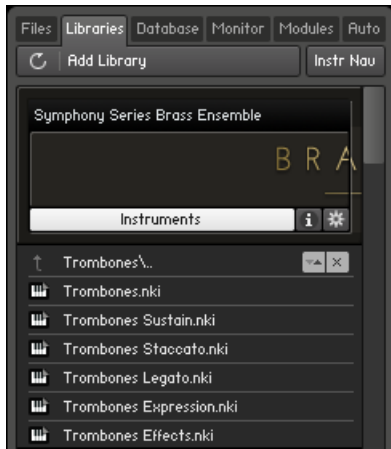 Files Libraries Database Monitor Modules Auto
Add Library Instr Nav
Symphony Series Brass Ensemble
BRA
Instruments i
Trombones\..
Trombones.nki
Trombones Sustain.nki
Trombones Staccato.nki
Trombones Legato.nki
Trombones Expression.nki
Trombones Effects.nki